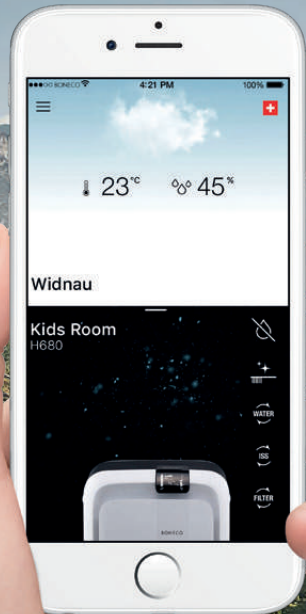 ●●●○○ BONECO 4:21 PM 100%
23°C 45%
Widnau
Kids Room
H680
WATER
ISS
FILTER
BONECO